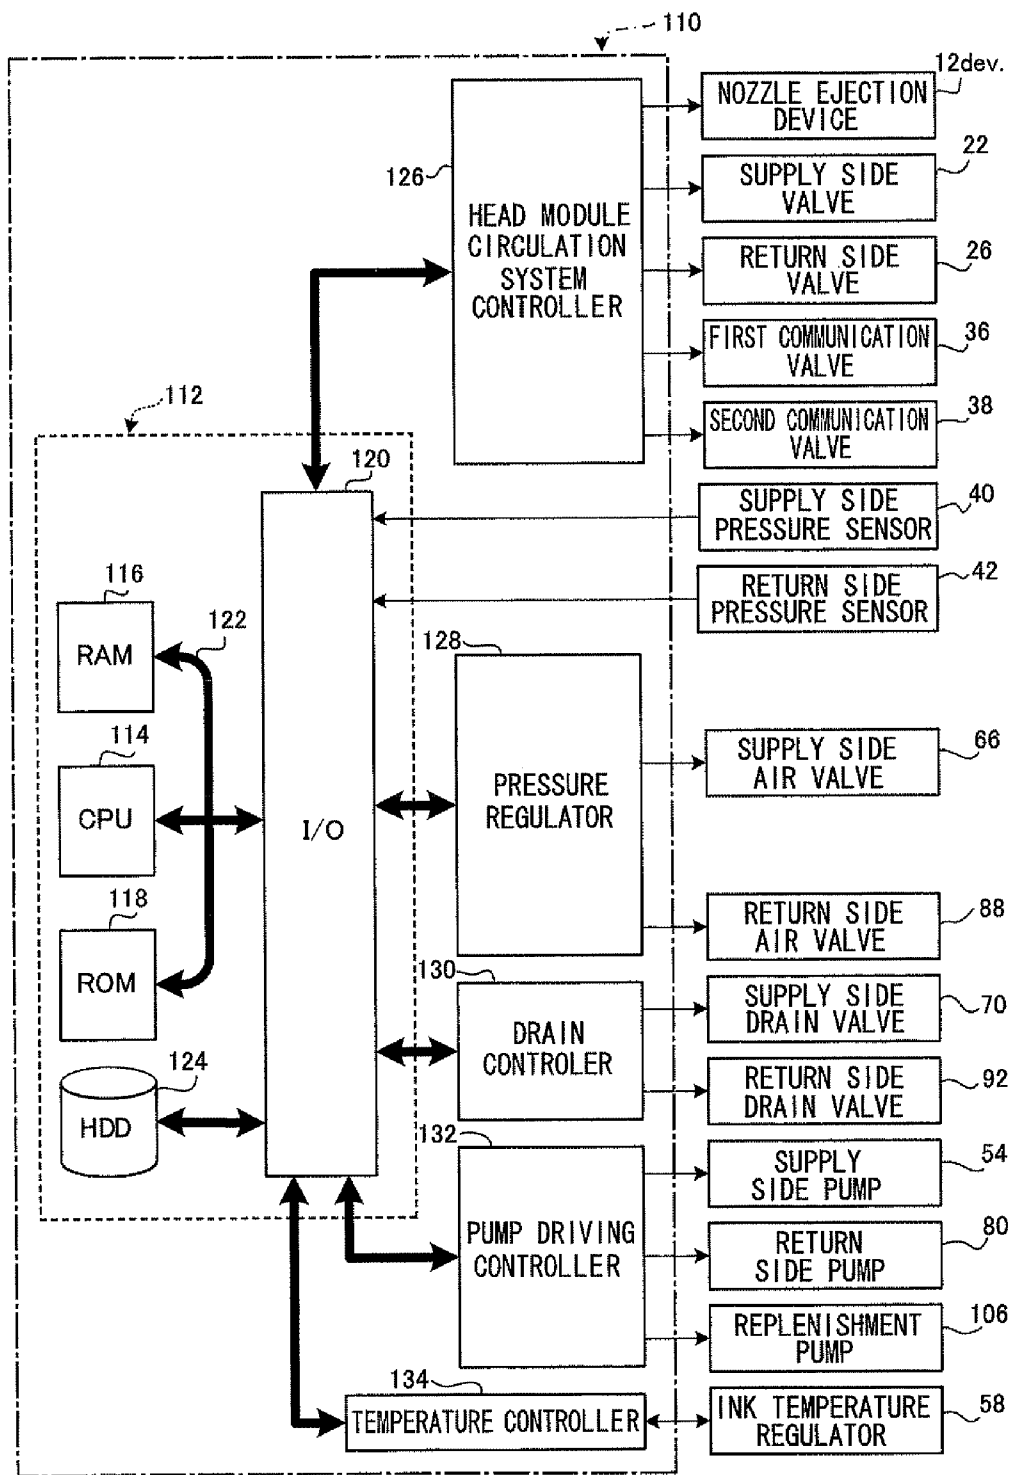 110
12dev.
NOZZLE EJECTION
DEVICE
126
HEAD MODULE
CIRCULATION
SYSTEM
CONTROLLER
22
SUPPLY SIDE
VALVE
26
RETURN SIDE
VALVE
36
FIRST COMMUNICATION
VALVE
38
SECOND COMMUNICATION
VALVE
112
120
I/O
40
SUPPLY SIDE
PRESSURE SENSOR
42
RETURN SIDE
PRESSURE SENSOR
116
RAM
122
114
CPU
118
ROM
124
HDD
128
PRESSURE
REGULATOR
66
SUPPLY SIDE
AIR VALVE
88
RETURN SIDE
AIR VALVE
130
DRAIN
CONTROLER
70
SUPPLY SIDE
DRAIN VALVE
92
RETURN SIDE
DRAIN VALVE
132
PUMP DRIVING
CONTROLLER
54
SUPPLY
SIDE PUMP
80
RETURN
SIDE PUMP
106
REPLENISHMENT
PUMP
134
TEMPERATURE CONTROLLER
58
INK TEMPERATURE
REGULATOR